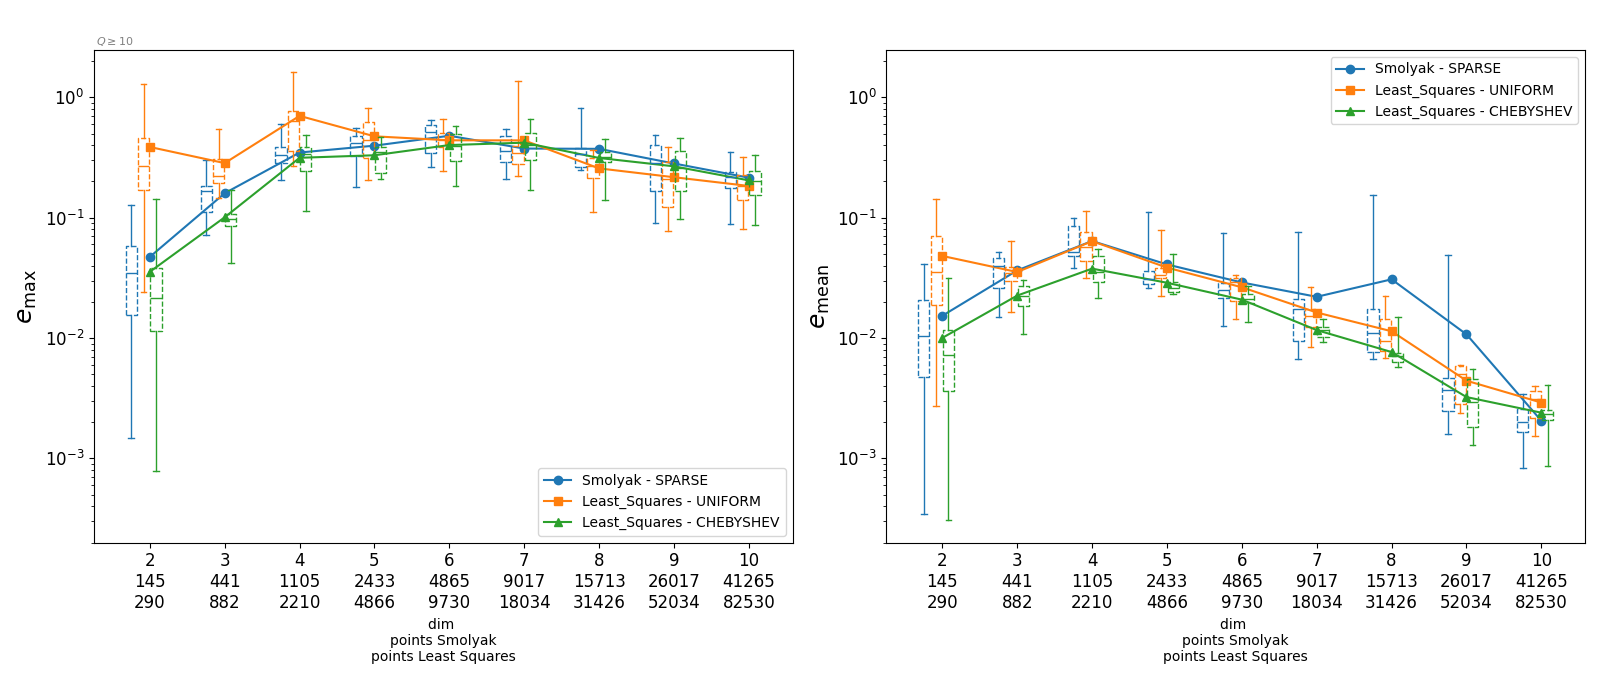 Q ≥ 10
10⁰
10⁻¹
10⁻²
10⁻³
e_max
Smolyak - SPARSE
Least_Squares - UNIFORM
Least_Squares - CHEBYSHEV
2 3 4 5 6 7 8 9 10
145 441 1105 2433 4865 9017 15713 26017 41265
290 882 2210 4866 9730 18034 31426 52034 82530
dim
points Smolyak
points Least Squares
10⁰
10⁻¹
10⁻²
10⁻³
e_mean
Smolyak - SPARSE
Least_Squares - UNIFORM
Least_Squares - CHEBYSHEV
2 3 4 5 6 7 8 9 10
145 441 1105 2433 4865 9017 15713 26017 41265
290 882 2210 4866 9730 18034 31426 52034 82530
dim
points Smolyak
points Least Squares